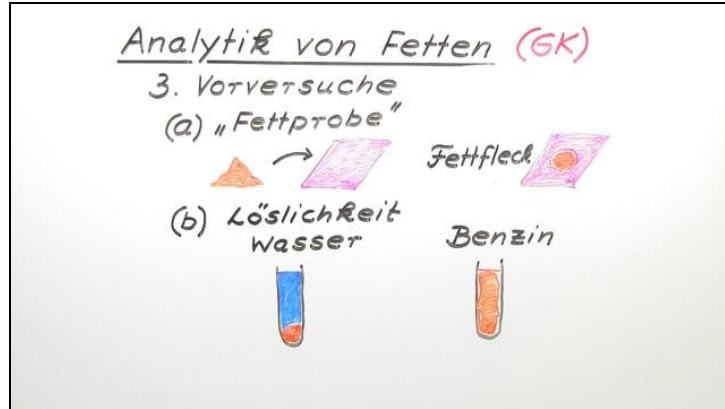 Analytik von Fetten (GK)
3. Vorversuche
(a) „Fettprobe"
Fettfleck
(b) Löslichkeit
Wasser
Benzin